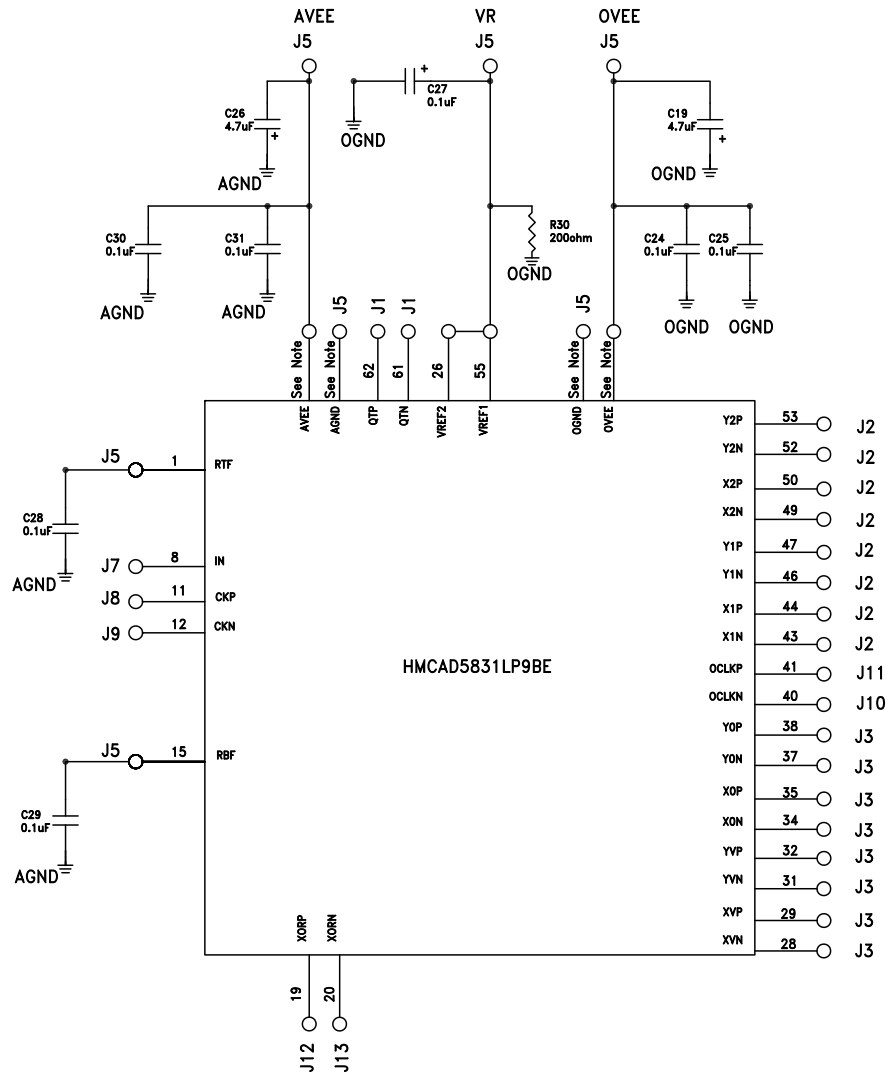 AVEE
J5
VR
J5
OVEE
J5
C26
4.7uF
AGND
OGND
C27
0.1uF
C19
4.7uF
OGND
C30
0.1uF
AGND
C31
0.1uF
AGND
R30
200ohm
OGND
C24
0.1uF
OGND
C25
0.1uF
OGND
See Note
J5
See Note
J1
62
J1
61
26
55
J5
See Note
See Note
AVEE
AGND
QTP
QTN
VREF2
VREF1
OGND
OVEE
J5 1 RTF
C28
0.1uF
AGND
J7 8 IN
J8 11 CKP
J9 12 CKN
HMCAD5831LP9BE
J5 15 RBF
C29
0.1uF
AGND
Y2P 53 J2
Y2N 52 J2
X2P 50 J2
X2N 49 J2
Y1P 47 J2
Y1N 46 J2
X1P 44 J2
X1N 43 J2
OCLKP 41 J11
OCLKN 40 J10
Y0P 38 J3
Y0N 37 J3
X0P 35 J3
X0N 34 J3
YVP 32 J3
YVN 31 J3
XVP 29 J3
XVN 28 J3
XORP
XORN
19
20
J12
J13